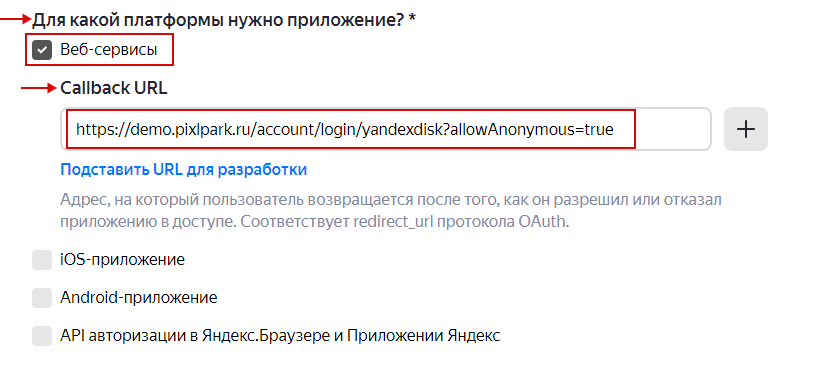 Для какой платформы нужно приложение? *
Веб-сервисы
Callback URL
https://demo.pixlpark.ru/account/login/yandexdisk?allowAnonymous=true
Подставить URL для разработки
Адрес, на который пользователь возвращается после того, как он разрешил или отказал
приложению в доступе. Соответствует redirect_url протокола OAuth.
iOS-приложение
Android-приложение
API авторизации в Яндекс.Браузере и Приложении Яндекс